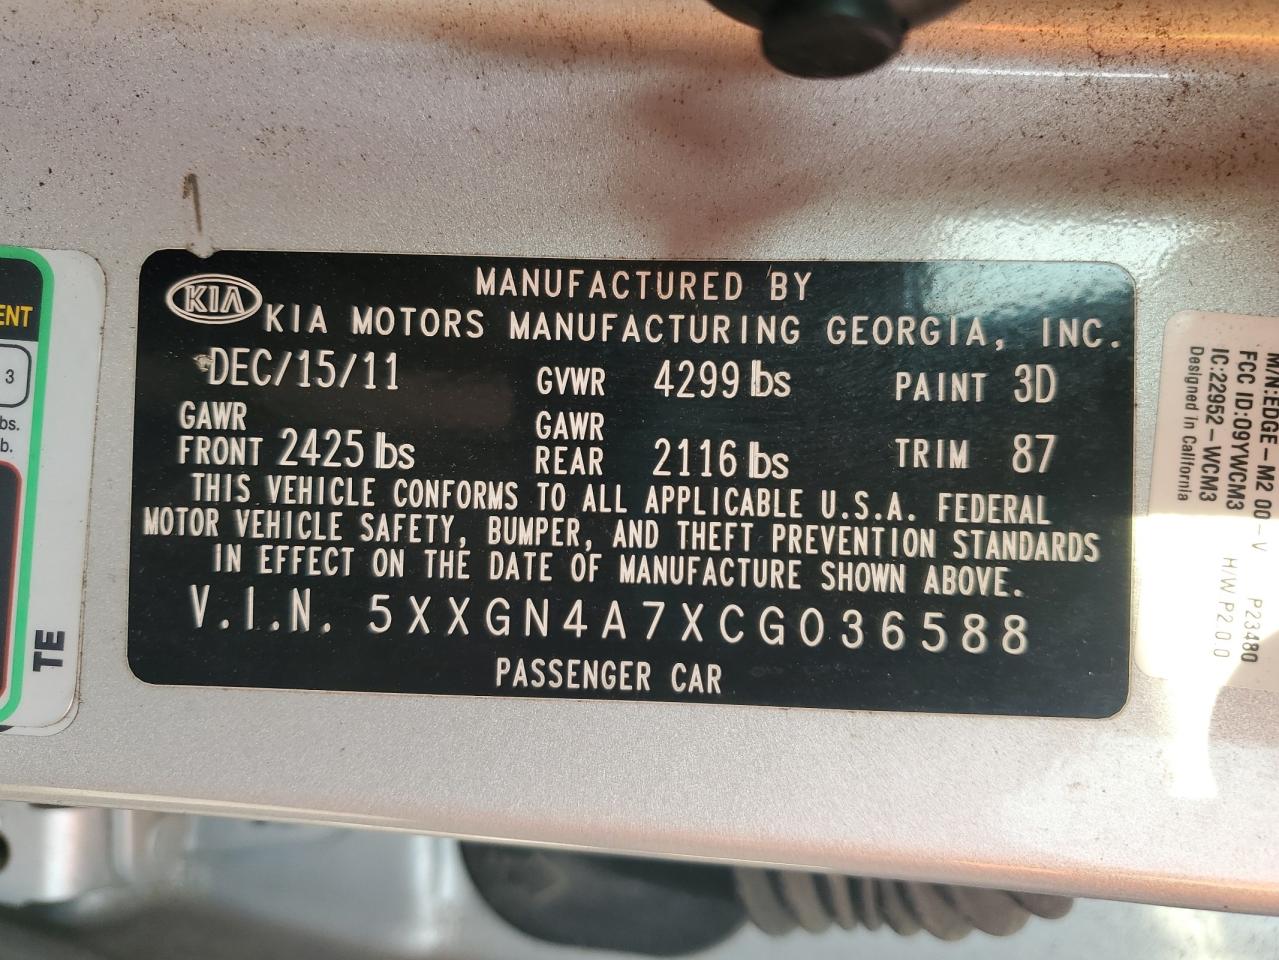 MANUFACTURED BY
KIA
KIA MOTORS MANUFACTURING GEORGIA, INC.
DEC/15/11 GVWR 4299 lbs PAINT 3D
GAWR FRONT 2425 lbs GAWR REAR 2116 lbs TRIM 87
THIS VEHICLE CONFORMS TO ALL APPLICABLE U.S.A. FEDERAL
MOTOR VEHICLE SAFETY, BUMPER, AND THEFT PREVENTION STANDARDS
IN EFFECT ON THE DATE OF MANUFACTURE SHOWN ABOVE.
V.I.N. 5XXGN4A7XCG036588
PASSENGER CAR
ENT
3
bs.
b.
TE
M/N:EDGE-M2 00-V P23480
FCC ID:09YWCM3 H/W P2.00
IC:22952-WCM3
Designed in California